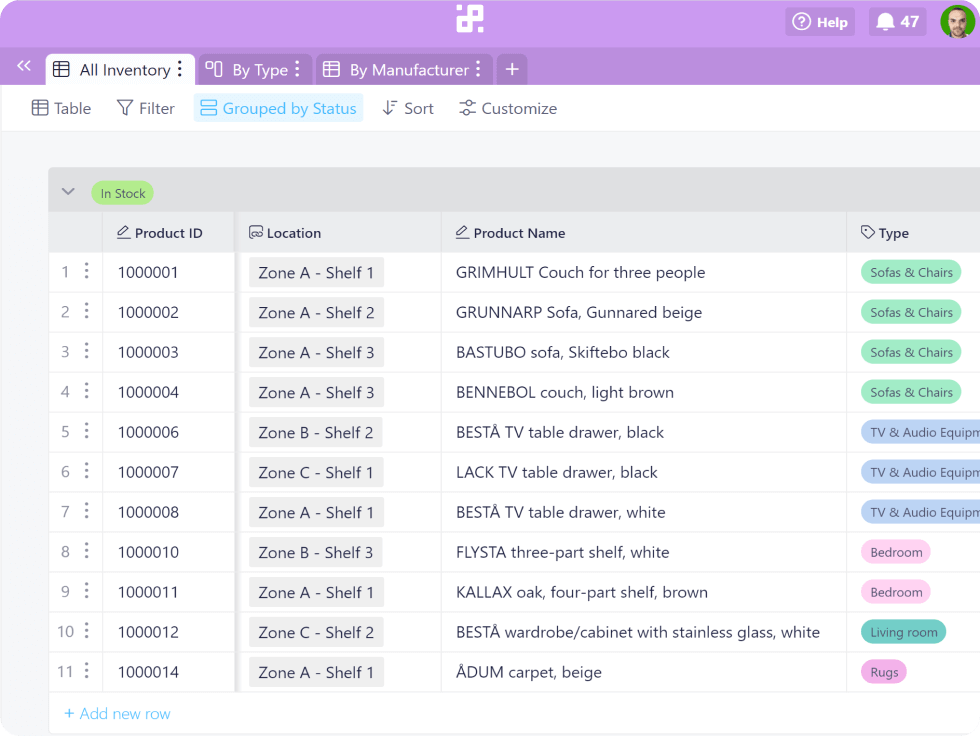 Help 47
All Inventory By Type By Manufacturer +
Table Filter Grouped by Status Sort Customize
In Stock
Product ID Location Product Name Type
1 1000001 Zone A - Shelf 1 GRIMHULT Couch for three people Sofas & Chairs
2 1000002 Zone A - Shelf 2 GRUNNARP Sofa, Gunnared beige Sofas & Chairs
3 1000003 Zone A - Shelf 3 BASTUBO sofa, Skiftebo black Sofas & Chairs
4 1000004 Zone A - Shelf 3 BENNEBOL couch, light brown Sofas & Chairs
5 1000006 Zone B - Shelf 2 BESTÅ TV table drawer, black TV & Audio Equipm
6 1000007 Zone C - Shelf 1 LACK TV table drawer, black TV & Audio Equipm
7 1000008 Zone A - Shelf 1 BESTÅ TV table drawer, white TV & Audio Equipm
8 1000010 Zone B - Shelf 3 FLYSTA three-part shelf, white Bedroom
9 1000011 Zone A - Shelf 1 KALLAX oak, four-part shelf, brown Bedroom
10 1000012 Zone C - Shelf 2 BESTÅ wardrobe/cabinet with stainless glass, white Living room
11 1000014 Zone A - Shelf 1 ÅDUM carpet, beige Rugs
+ Add new row